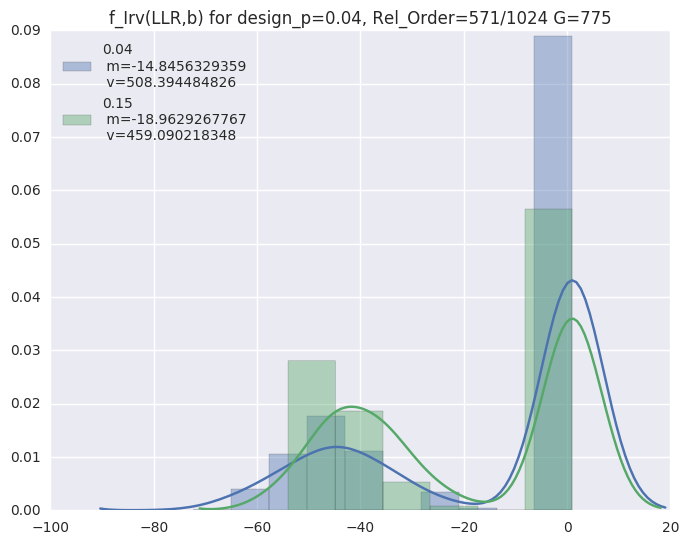 f_Irv(LLR,b) for design_p=0.04, Rel_Order=571/1024 G=775
0.04
m=-14.8456329359
v=508.394484826
0.15
m=-18.9629267767
v=459.090218348
0.09
0.08
0.07
0.06
0.05
0.04
0.03
0.02
0.01
0.00
−100 −80 −60 −40 −20 0 20